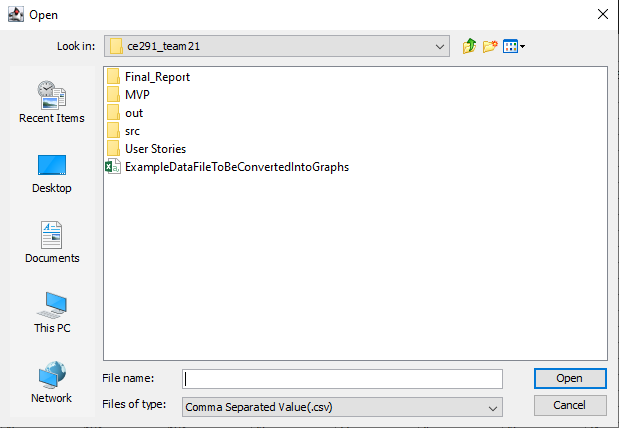 Open
Look in:
ce291_team21
Recent Items
Desktop
Documents
This PC
Network
Final_Report
MVP
out
src
User Stories
ExampleDataFileToBeConvertedIntoGraphs
File name:
Open
Files of type:
Comma Separated Value(.csv)
Cancel